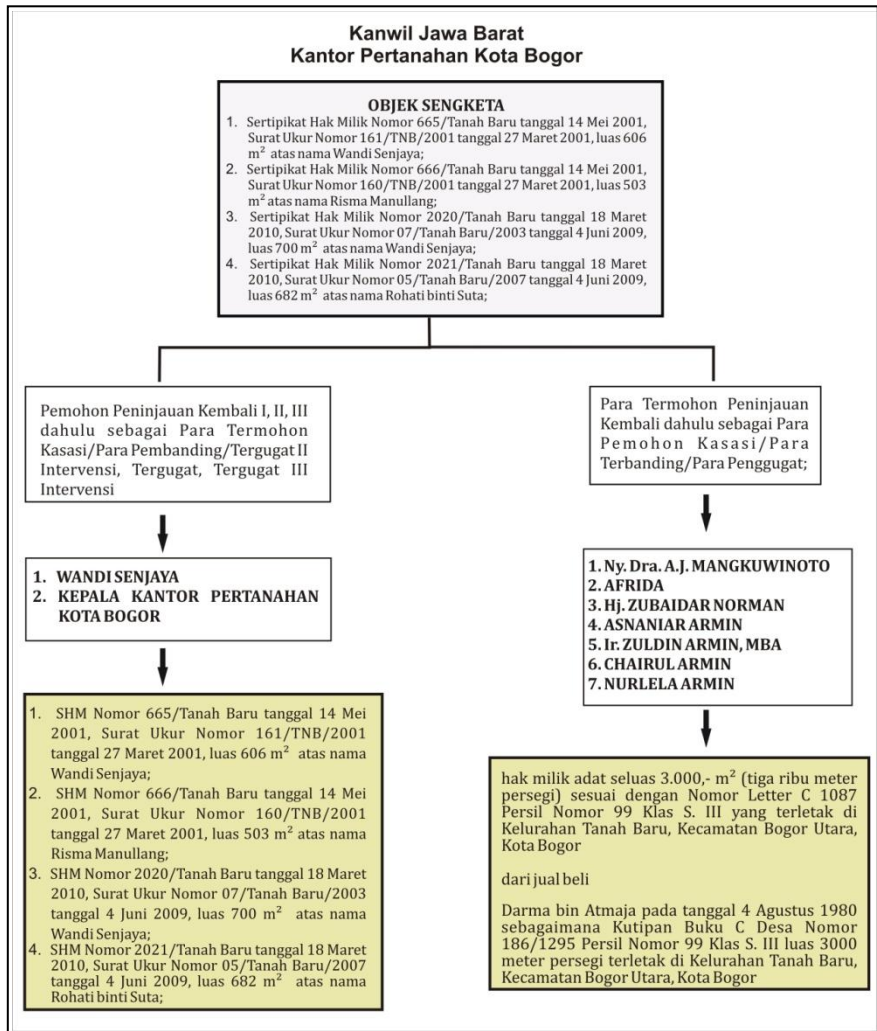 Kanwil Jawa Barat
Kantor Pertanahan Kota Bogor
OBJEK SENGKETA
1. Sertipikat Hak Milik Nomor 665/Tanah Baru tanggal 14 Mei 2001,
Surat Ukur Nomor 161/TNB/2001 tanggal 27 Maret 2001, luas 606
m² atas nama Wandi Senjaya;
2. Sertipikat Hak Milik Nomor 666/Tanah Baru tanggal 14 Mei 2001,
Surat Ukur Nomor 160/TNB/2001 tanggal 27 Maret 2001, luas 503
m² atas nama Risma Manullang;
3. Sertipikat Hak Milik Nomor 2020/Tanah Baru tanggal 18 Maret
2010, Surat Ukur Nomor 07/Tanah Baru/2003 tanggal 4 Juni 2009,
luas 700 m² atas nama Wandi Senjaya;
4. Sertipikat Hak Milik Nomor 2021/Tanah Baru tanggal 18 Maret
2010, Surat Ukur Nomor 05/Tanah Baru/2007 tanggal 4 Juni 2009,
luas 682 m² atas nama Rohati binti Suta;
Pemohon Peninjauan Kembali I, II, III
dahulu sebagai Para Termohon
Kasasi/Para Pembanding/Tergugat II
Intervensi, Tergugat, Tergugat III
Intervensi
1. WANDI SENJAYA
2. KEPALA KANTOR PERTANAHAN
KOTA BOGOR
1. SHM Nomor 665/Tanah Baru tanggal 14 Mei
2001, Surat Ukur Nomor 161/TNB/2001
tanggal 27 Maret 2001, luas 606 m² atas nama
Wandi Senjaya;
2. SHM Nomor 666/Tanah Baru tanggal 14 Mei
2001, Surat Ukur Nomor 160/TNB/2001
tanggal 27 Maret 2001, luas 503 m² atas nama
Risma Manullang;
3. SHM Nomor 2020/Tanah Baru tanggal 18 Maret
2010, Surat Ukur Nomor 07/Tanah Baru/2003
tanggal 4 Juni 2009, luas 700 m² atas nama
Wandi Senjaya;
4. SHM Nomor 2021/Tanah Baru tanggal 18 Maret
2010, Surat Ukur Nomor 05/Tanah Baru/2007
tanggal 4 Juni 2009, luas 682 m² atas nama
Rohati binti Suta;
Para Termohon Peninjauan
Kembali dahulu sebagai Para
Pemohon Kasasi/Para
Terbanding/Para Penggugat;
1. Ny. Dra. A.J. MANGKUWINOTO
2. AFRIDA
3. Hj. ZUBAIDAR NORMAN
4. ASNANIAR ARMIN
5. Ir. ZULDIN ARMIN, MBA
6. CHAIRUL ARMIN
7. NURLELA ARMIN
hak milik adat seluas 3.000,- m² (tiga ribu meter
persegi) sesuai dengan Nomor Letter C 1087
Persil Nomor 99 Klas S. III yang terletak di
Kelurahan Tanah Baru, Kecamatan Bogor Utara,
Kota Bogor
dari jual beli
Darma bin Atmaja pada tanggal 4 Agustus 1980
sebagaimana Kutipan Buku C Desa Nomor
186/1295 Persil Nomor 99 Klas S. III luas 3000
meter persegi terletak di Kelurahan Tanah Baru,
Kecamatan Bogor Utara, Kota Bogor